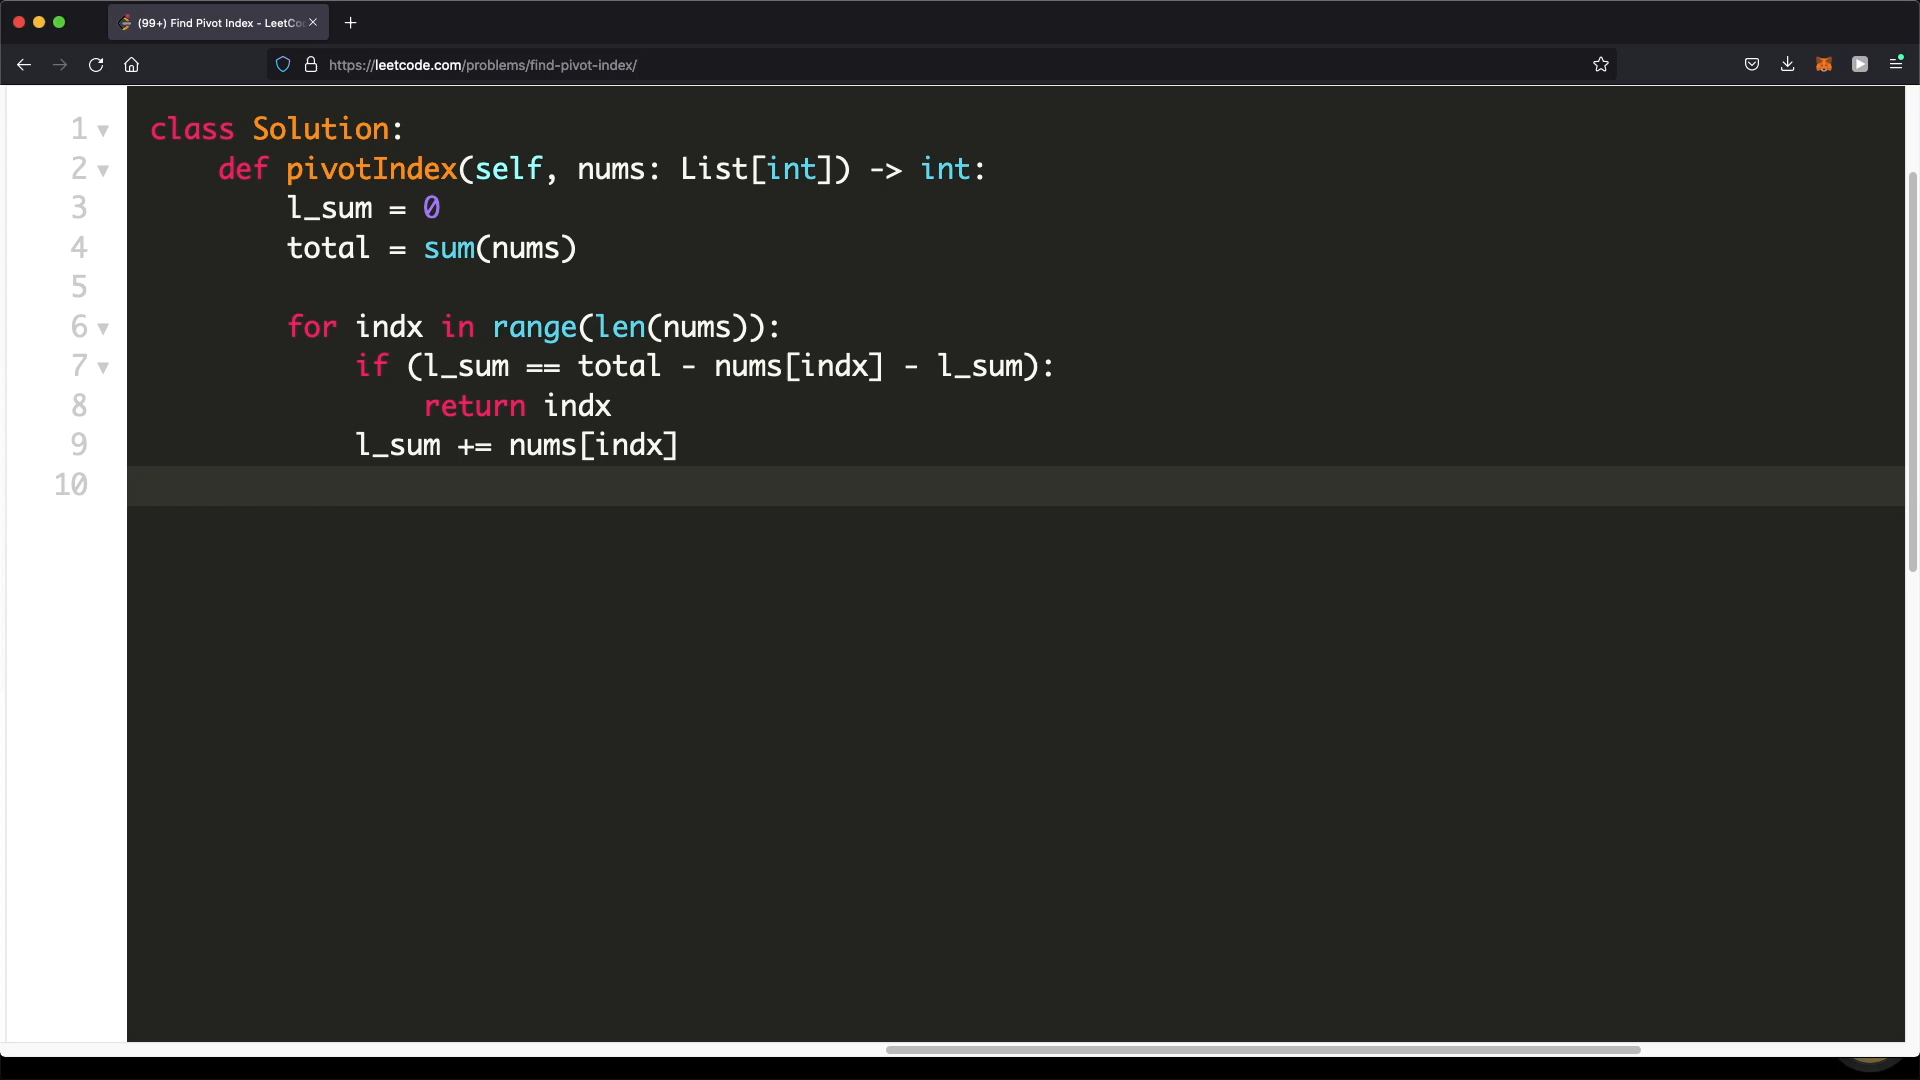 (99+) Find Pivot Index - LeetCo
https://leetcode.com/problems/find-pivot-index/
1 class Solution:
2 def pivotIndex(self, nums: List[int]) -> int:
3 l_sum = 0
4 total = sum(nums)
5
6 for indx in range(len(nums)):
7 if (l_sum == total - nums[indx] - l_sum):
8 return indx
9 l_sum += nums[indx]
10